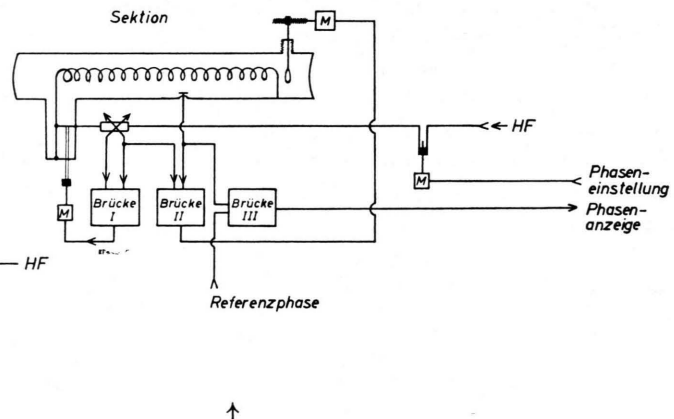 Sektion
M
HF
Phasen-
einstellung
M
Phasen-
anzeige
Brücke
I
Brücke
II
Brücke
III
M
HF
Referenzphase